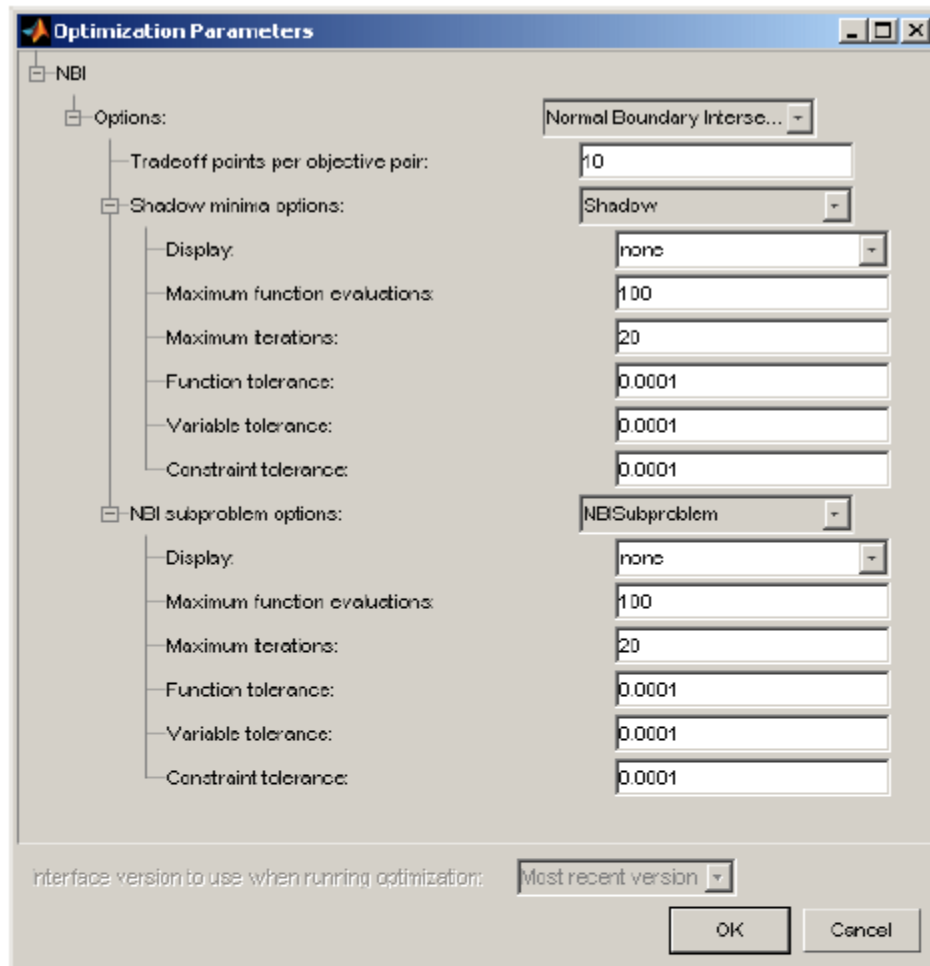 Optimization Parameters
NBI
Options: Normal Boundary Interse...
Tradeoff points per objective pair: 10
Shadow minima options: Shadow
Display: none
Maximum function evaluations: 100
Maximum iterations: 20
Function tolerance: 0.0001
Variable tolerance: 0.0001
Constraint tolerance: 0.0001
NBI subproblem options: NBISubproblem
Display: none
Maximum function evaluations: 100
Maximum iterations: 20
Function tolerance: 0.0001
Variable tolerance: 0.0001
Constraint tolerance: 0.0001
Interface version to use when running optimization: Most recent version
OK Cancel